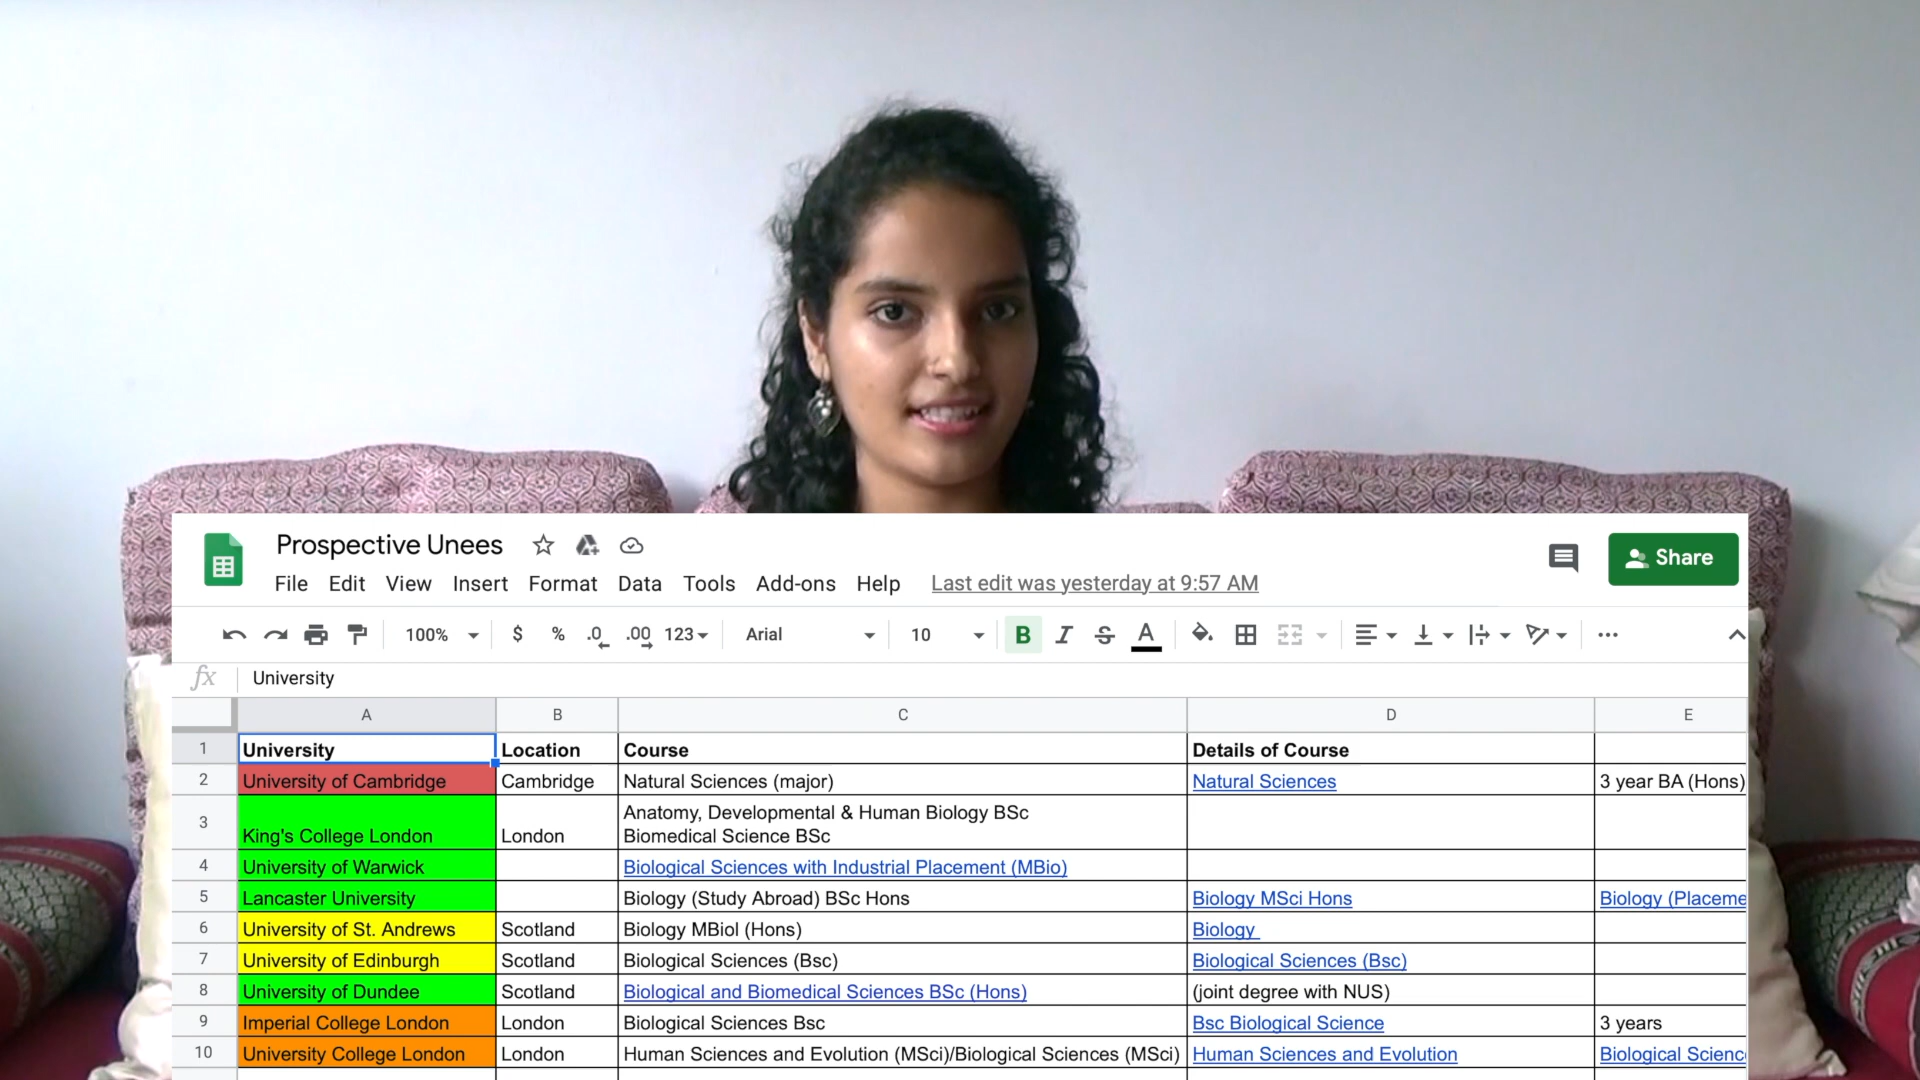 Prospective Unees
File Edit View Insert Format Data Tools Add-ons Help Last edit was yesterday at 9:57 AM
Share
100% $ % .0 .00 123 Arial 10 B I S A
fx University
A B C D E
1 University Location Course Details of Course
2 University of Cambridge Cambridge Natural Sciences (major) Natural Sciences 3 year BA (Hons)
Anatomy, Developmental & Human Biology BSc
3 King's College London London Biomedical Science BSc
4 University of Warwick Biological Sciences with Industrial Placement (MBio)
5 Lancaster University Biology (Study Abroad) BSc Hons Biology MSci Hons Biology (Placeme
6 University of St. Andrews Scotland Biology MBiol (Hons) Biology
7 University of Edinburgh Scotland Biological Sciences (Bsc) Biological Sciences (Bsc)
8 University of Dundee Scotland Biological and Biomedical Sciences BSc (Hons) (joint degree with NUS)
9 Imperial College London London Biological Sciences Bsc Bsc Biological Science 3 years
10 University College London London Human Sciences and Evolution (MSci)/Biological Sciences (MSci) Human Sciences and Evolution Biological Scienc